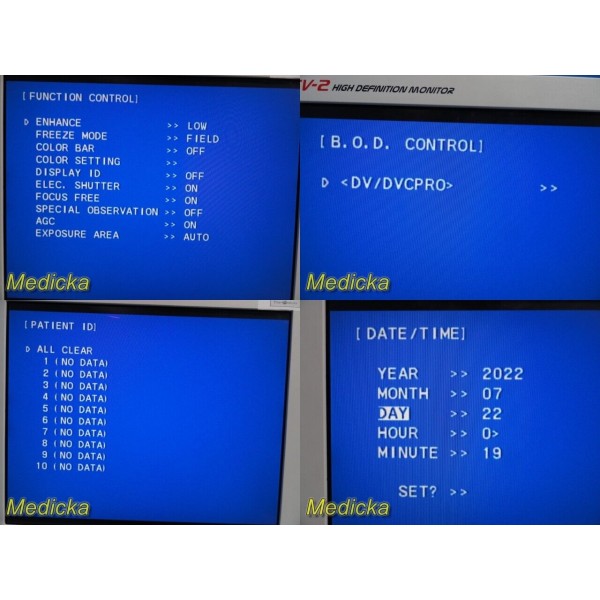 [FUNCTION CONTROL]
ENHANCE >> LOW
FREEZE MODE >> FIELD
COLOR BAR >> OFF
COLOR SETTING >>
DISPLAY ID >> OFF
ELEC. SHUTTER >> ON
FOCUS FREE >> ON
SPECIAL OBSERVATION >> OFF
AGC >> ON
EXPOSURE AREA >> AUTO
Medicka
V-2 HIGH DEFINITION MONITOR
[B.O.D. CONTROL]
<DV/DVCPRO> >>
Medicka
[PATIENT ID]
ALL CLEAR
1 (NO DATA)
2 (NO DATA)
3 (NO DATA)
4 (NO DATA)
5 (NO DATA)
6 (NO DATA)
7 (NO DATA)
8 (NO DATA)
9 (NO DATA)
10 (NO DATA)
Medicka
[DATE/TIME]
YEAR >> 2022
MONTH >> 07
DAY >> 22
HOUR >> 0>
MINUTE >> 19
SET? >>
Medicka